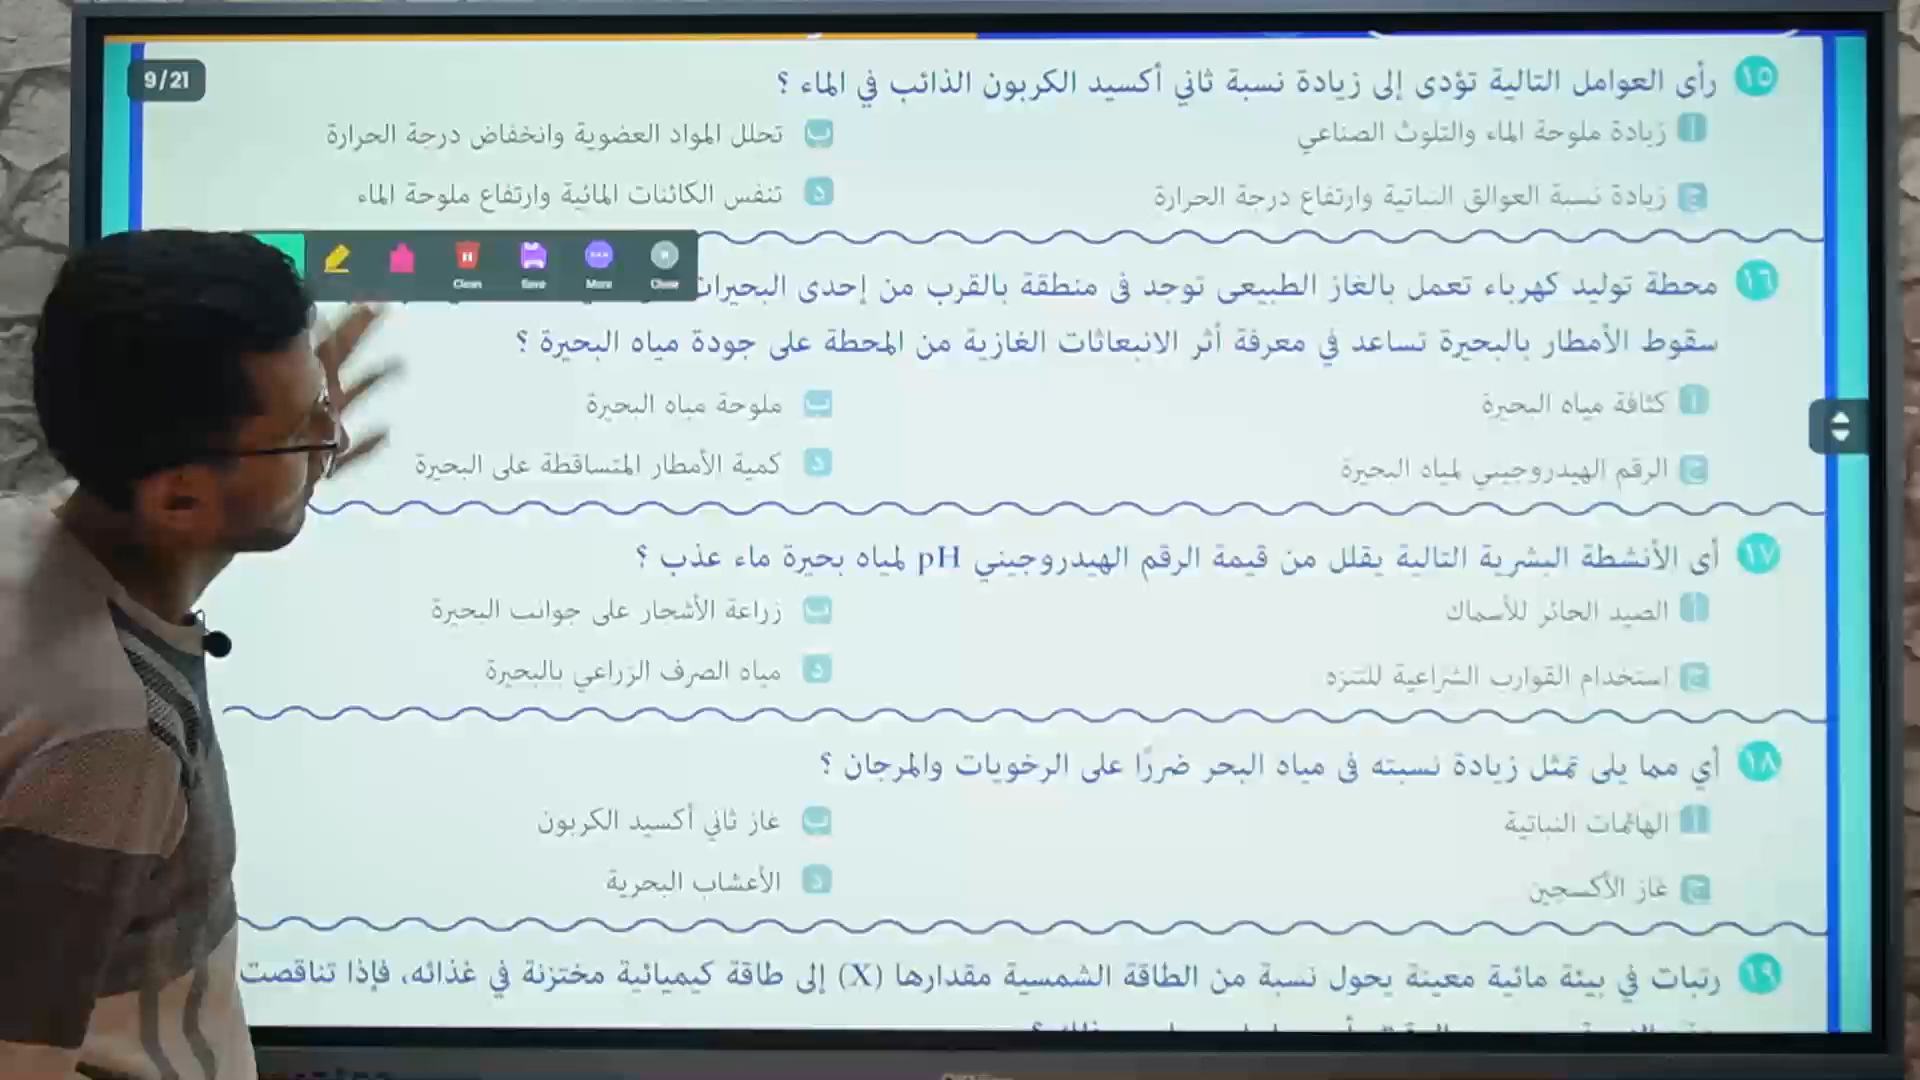 9/21
١٥ رأى العوامل التالية تؤدى إلى زيادة نسبة ثاني أكسيد الكربون الذائب في الماء ؟
أ زيادة ملوحة الماء والتلوث الصناعي
ب تحلل المواد العضوية وانخفاض درجة الحرارة
ج زيادة نسبة العوالق النباتية وارتفاع درجة الحرارة
د تنفس الكائنات المائية وارتفاع ملوحة الماء
Clean Save More Close
١٦ محطة توليد كهرباء تعمل بالغاز الطبيعى توجد فى منطقة بالقرب من إحدى البحيرات
سقوط الأمطار بالبحيرة تساعد في معرفة أثر الانبعاثات الغازية من المحطة على جودة مياه البحيرة ؟
أ كثافة مياه البحيرة
ب ملوحة مياه البحيرة
ج الرقم الهيدروجيني لمياه البحيرة
د كمية الأمطار المتساقطة على البحيرة
١٧ أى الأنشطة البشرية التالية يقلل من قيمة الرقم الهيدروجيني pH لمياه بحيرة ماء عذب ؟
أ الصيد الجائر للأسماك
ب زراعة الأشجار على جوانب البحيرة
ج استخدام القوارب الشراعية للتنزه
د مياه الصرف الزراعي بالبحيرة
١٨ أي مما يلى تمثل زيادة نسبته فى مياه البحر ضررًا على الرخويات والمرجان ؟
أ الهائمات النباتية
ب غاز ثاني أكسيد الكربون
ج غاز الأكسجين
د الأعشاب البحرية
١٩ رتبات في بيئة مائية معينة يحول نسبة من الطاقة الشمسية مقدارها (X) إلى طاقة كيميائية مختزنة في غذائه، فإذا تناقصت